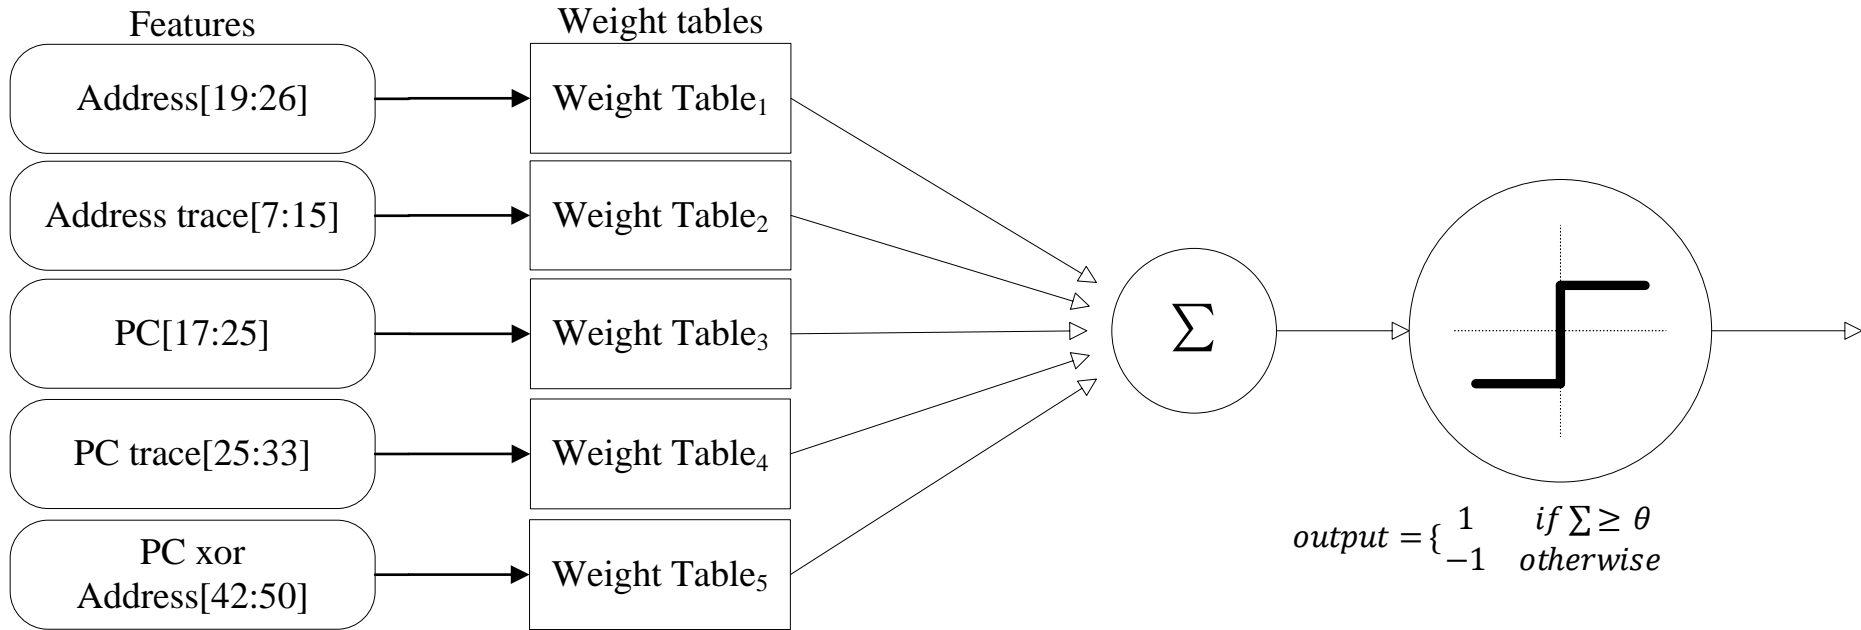 Features
Weight tables
Address[19:26]
Weight Table₁
Address trace[7:15]
Weight Table₂
PC[17:25]
Weight Table₃
PC trace[25:33]
Weight Table₄
PC xor
Address[42:50]
Weight Table₅
∑
output = { 1 if ∑ ≥ θ
−1 otherwise